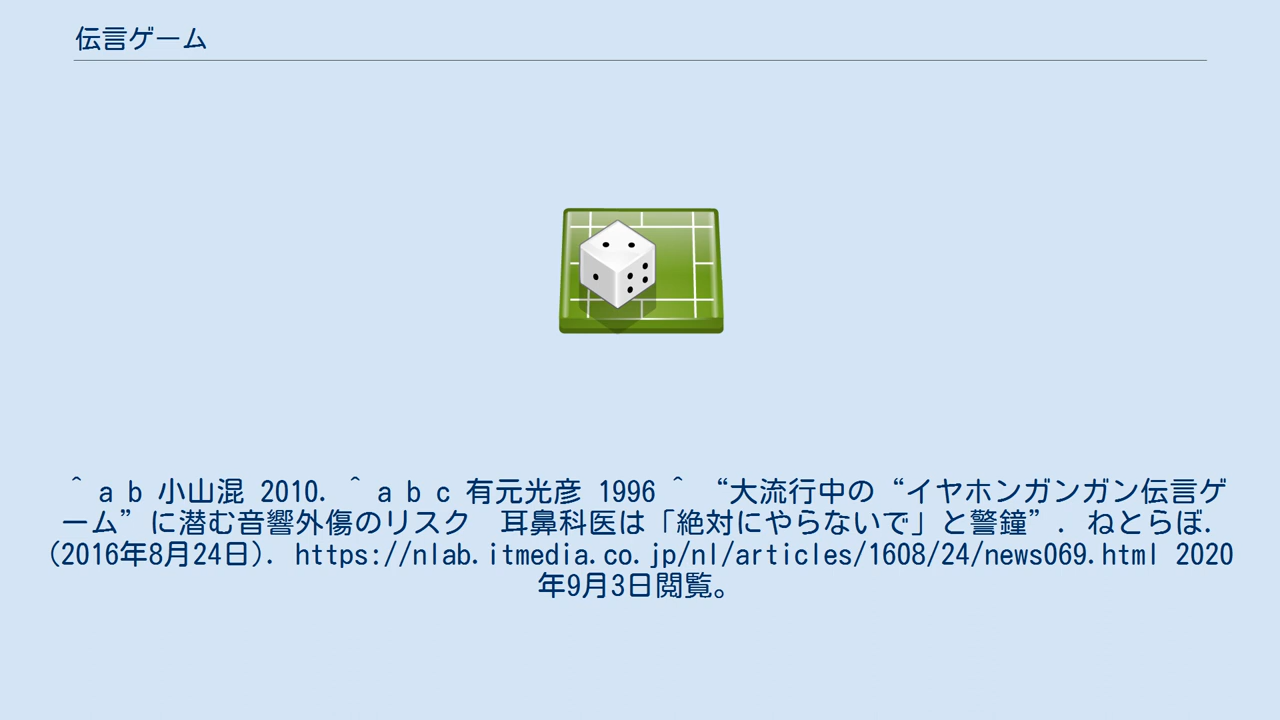 伝言ゲーム
^ a b 小山混 2010. ^ a b c 有元光彦 1996 ^ “大流行中の“イヤホンガンガン伝言ゲ
ーム”に潜む音響外傷のリスク　耳鼻科医は「絶対にやらないで」と警鐘”. ねとらぼ.
(2016年8月24日). https://nlab.itmedia.co.jp/nl/articles/1608/24/news069.html 2020
年9月3日閲覧。